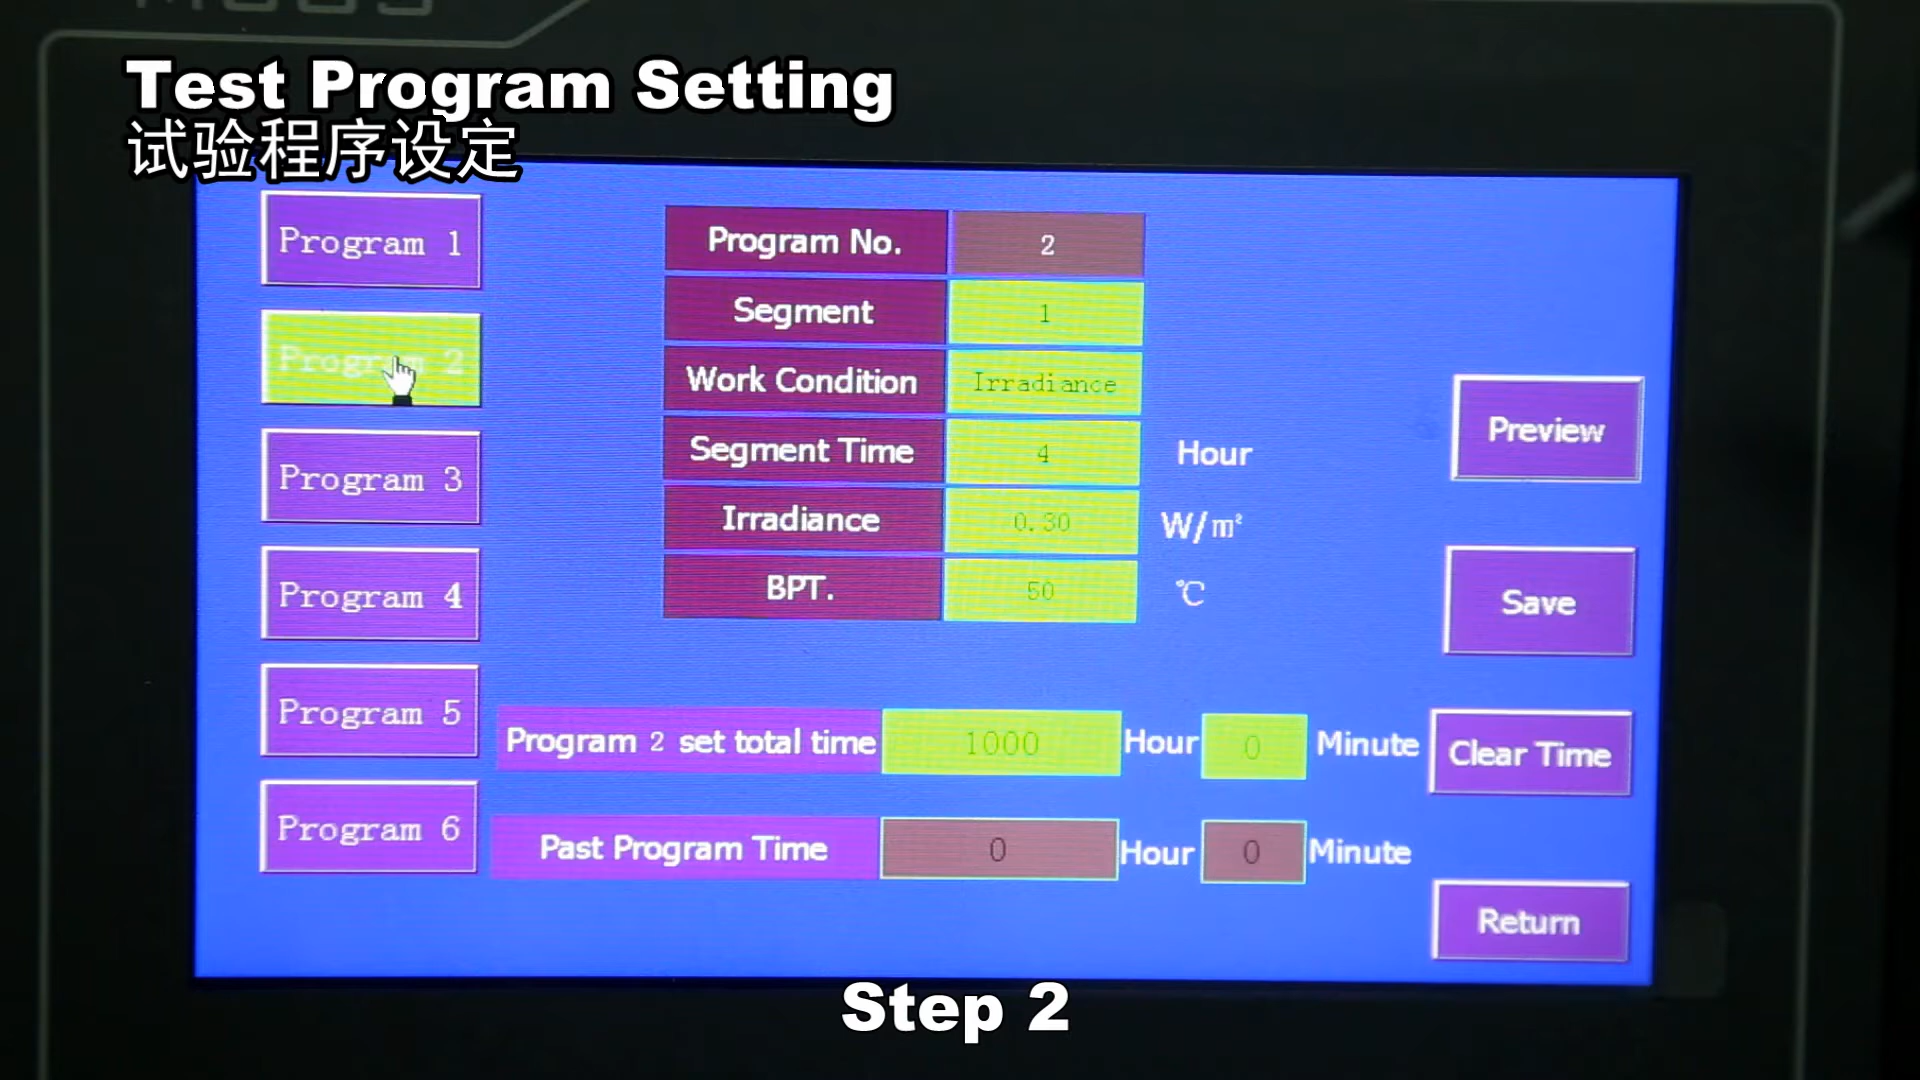 Test Program Setting
试验程序设定
Program 1
Program 2
Program 3
Program 4
Program 5
Program 6
Program No. 2
Segment 1
Work Condition Irradiance
Segment Time 4 Hour
Irradiance 0.30 W/m²
BPT. 50 ℃
Program 2 set total time 1000 Hour 0 Minute
Past Program Time 0 Hour 0 Minute
Preview
Save
Clear Time
Return
Step 2